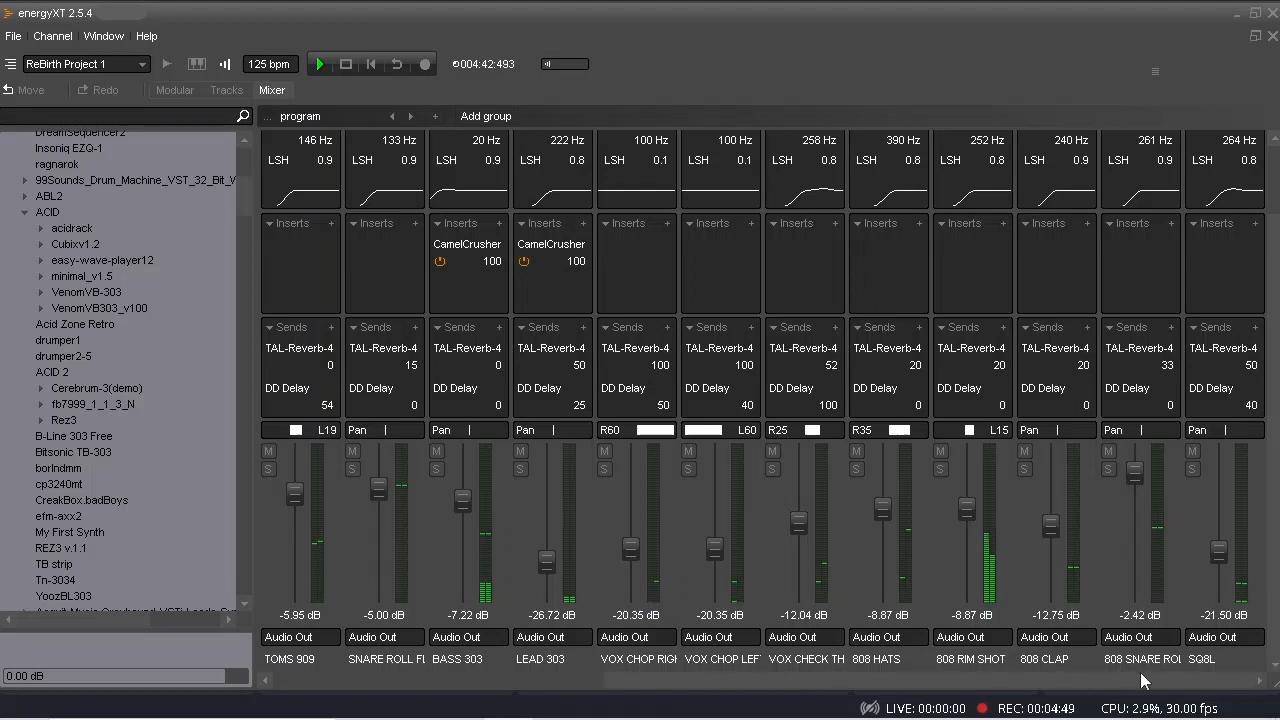 energyXT 2.5.4
File Channel Window Help
ReBirth Project 1 125 bpm 004:42:493
Move Redo Modular Tracks Mixer
... program Add group
DreamSequencer2
Insoniq EZQ-1
ragnarok
99Sounds_Drum_Machine_VST_32_Bit_V
ABL2
ACID
acidrack
Cubixv1.2
easy-wave-player12
minimal_v1.5
VenomVB-303
VenomVB303_v100
Acid Zone Retro
drumper1
drumper2-5
ACID 2
Cerebrum-3(demo)
fb7999_1_1_3_N
Rez3
B-Line 303 Free
Bitsonic TB-303
borlndmm
cp3240mt
CreakBox.badBoys
efm-axx2
My First Synth
REZ3 v.1.1
TB strip
Tn-3034
YoozBL303
0.00 dB
146 Hz 133 Hz 20 Hz 222 Hz 100 Hz 100 Hz 258 Hz 390 Hz 252 Hz 240 Hz 261 Hz 264 Hz
LSH 0.9 LSH 0.9 LSH 0.9 LSH 0.8 LSH 0.1 LSH 0.1 LSH 0.8 LSH 0.8 LSH 0.8 LSH 0.9 LSH 0.9 LSH 0.8
Inserts + Inserts + Inserts + Inserts + Inserts + Inserts + Inserts + Inserts + Inserts + Inserts + Inserts + Inserts +
CamelCrusher CamelCrusher
100 100
Sends + Sends + Sends + Sends + Sends + Sends + Sends + Sends + Sends + Sends + Sends + Sends +
TAL-Reverb-4 TAL-Reverb-4 TAL-Reverb-4 TAL-Reverb-4 TAL-Reverb-4 TAL-Reverb-4 TAL-Reverb-4 TAL-Reverb-4 TAL-Reverb-4 TAL-Reverb-4 TAL-Reverb-4 TAL-Reverb-4
0 15 0 50 100 100 52 20 20 20 33 50
DD Delay DD Delay DD Delay DD Delay DD Delay DD Delay DD Delay DD Delay DD Delay DD Delay DD Delay DD Delay
54 0 0 25 50 40 100 0 0 0 0 40
L19 Pan Pan Pan R60 L60 R25 R35 L15 Pan Pan Pan
M M M M M M M M M M M M
S S S S S S S S S S S S
-5.95 dB -5.00 dB -7.22 dB -26.72 dB -20.35 dB -20.35 dB -12.04 dB -8.87 dB -8.87 dB -12.75 dB -2.42 dB -21.50 dB
Audio Out Audio Out Audio Out Audio Out Audio Out Audio Out Audio Out Audio Out Audio Out Audio Out Audio Out Audio Out
TOMS 909 SNARE ROLL FL BASS 303 LEAD 303 VOX CHOP RIGH VOX CHOP LEFT VOX CHECK TH 808 HATS 808 RIM SHOT 808 CLAP 808 SNARE ROL SQ8L
LIVE: 00:00:00 REC: 00:04:49 CPU: 2.9%, 30.00 fps